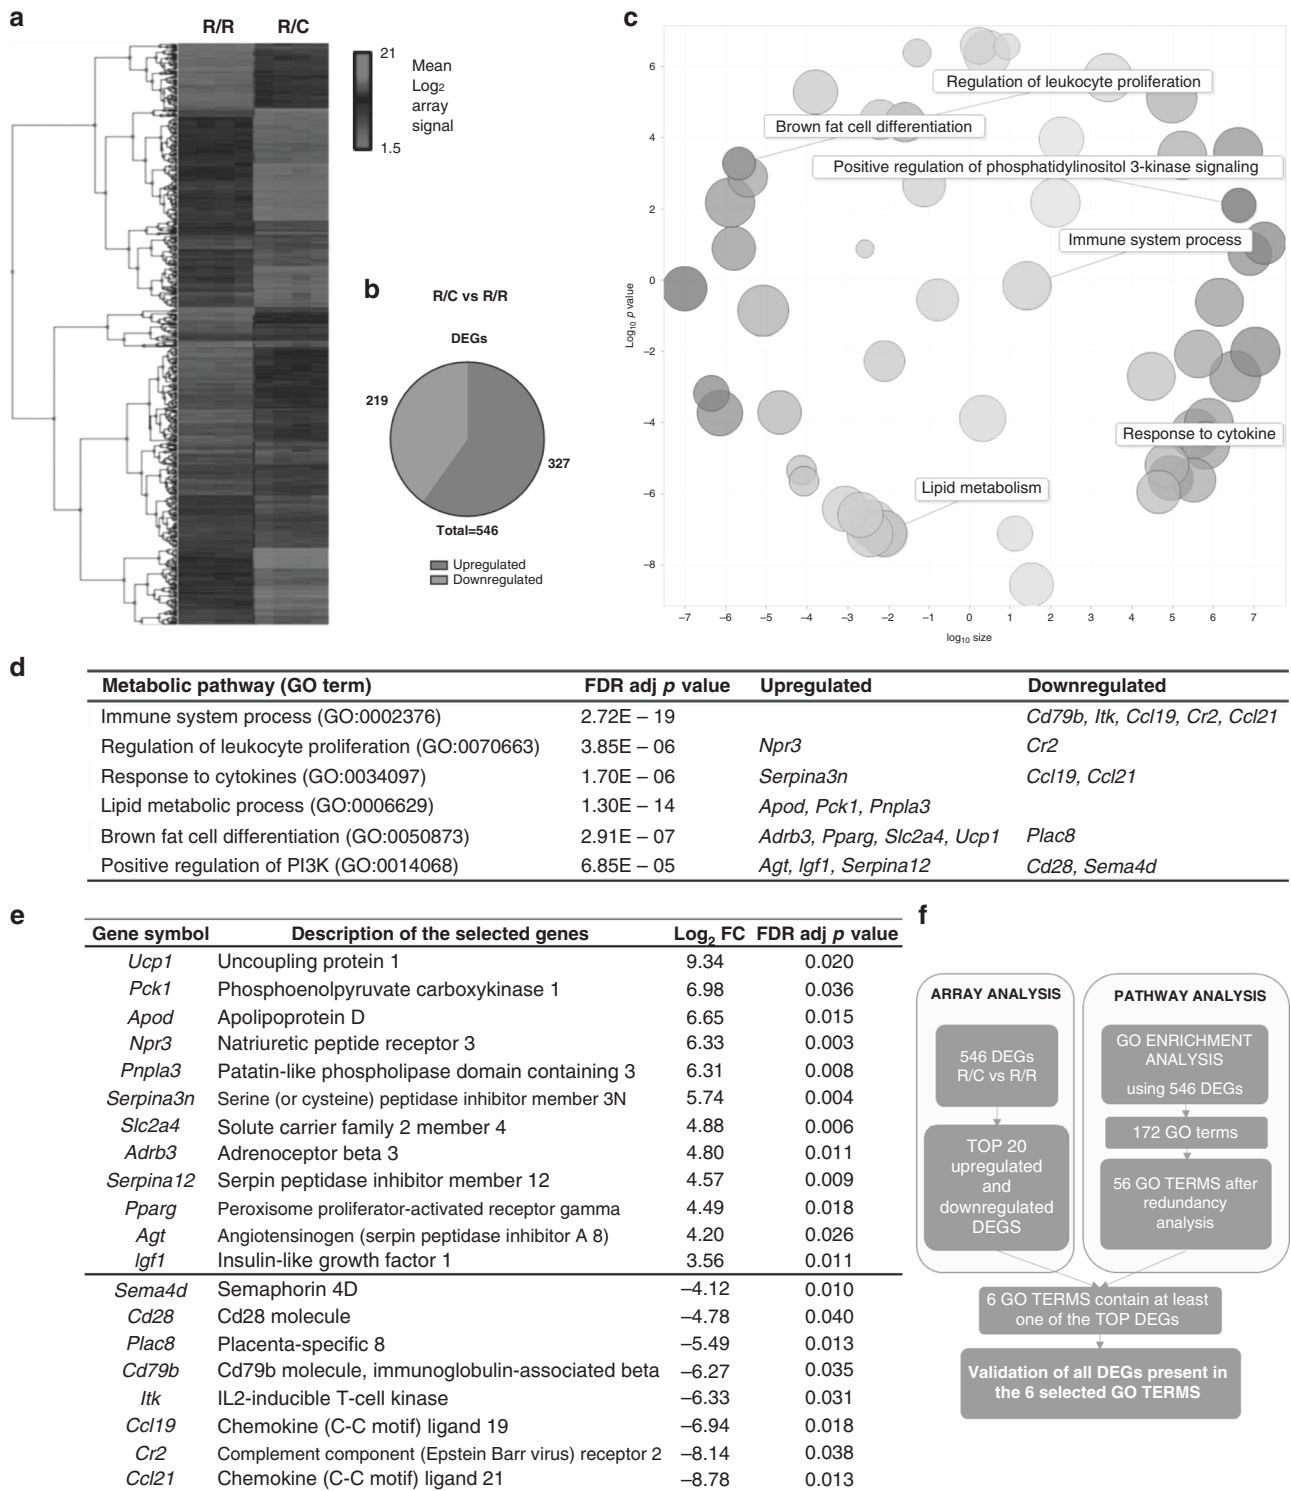 a
R/R R/C
21
Mean
Log2
array
signal
1.5
b
R/C vs R/R
DEGs
219
327
Total=546
Upregulated
Downregulated
c
Regulation of leukocyte proliferation
Brown fat cell differentiation
Positive regulation of phosphatidylinositol 3-kinase signaling
Immune system process
Response to cytokine
Lipid metabolism
Log10 p value
6
4
2
0
−2
−4
−6
−8
−7 −6 −5 −4 −3 −2 −1 0 1 2 3 4 5 6 7
log10 size
d
Metabolic pathway (GO term) FDR adj p value Upregulated Downregulated
Immune system process (GO:0002376) 2.72E – 19 Cd79b, Itk, Ccl19, Cr2, Ccl21
Regulation of leukocyte proliferation (GO:0070663) 3.85E – 06 Npr3 Cr2
Response to cytokines (GO:0034097) 1.70E – 06 Serpina3n Ccl19, Ccl21
Lipid metabolic process (GO:0006629) 1.30E – 14 Apod, Pck1, Pnpla3
Brown fat cell differentiation (GO:0050873) 2.91E – 07 Adrb3, Pparg, Slc2a4, Ucp1 Plac8
Positive regulation of PI3K (GO:0014068) 6.85E – 05 Agt, Igf1, Serpina12 Cd28, Sema4d
e
Gene symbol Description of the selected genes Log2 FC FDR adj p value
Ucp1 Uncoupling protein 1 9.34 0.020
Pck1 Phosphoenolpyruvate carboxykinase 1 6.98 0.036
Apod Apolipoprotein D 6.65 0.015
Npr3 Natriuretic peptide receptor 3 6.33 0.003
Pnpla3 Patatin-like phospholipase domain containing 3 6.31 0.008
Serpina3n Serine (or cysteine) peptidase inhibitor member 3N 5.74 0.004
Slc2a4 Solute carrier family 2 member 4 4.88 0.006
Adrb3 Adrenoceptor beta 3 4.80 0.011
Serpina12 Serpin peptidase inhibitor member 12 4.57 0.009
Pparg Peroxisome proliferator-activated receptor gamma 4.49 0.018
Agt Angiotensinogen (serpin peptidase inhibitor A 8) 4.20 0.026
Igf1 Insulin-like growth factor 1 3.56 0.011
Sema4d Semaphorin 4D –4.12 0.010
Cd28 Cd28 molecule –4.78 0.040
Plac8 Placenta-specific 8 –5.49 0.013
Cd79b Cd79b molecule, immunoglobulin-associated beta –6.27 0.035
Itk IL2-inducible T-cell kinase –6.33 0.031
Ccl19 Chemokine (C-C motif) ligand 19 –6.94 0.018
Cr2 Complement component (Epstein Barr virus) receptor 2 –8.14 0.038
Ccl21 Chemokine (C-C motif) ligand 21 –8.78 0.013
f
ARRAY ANALYSIS
546 DEGs
R/C vs R/R
TOP 20
upregulated
and
downregulated
DEGS
PATHWAY ANALYSIS
GO ENRICHMENT
ANALYSIS
using 546 DEGs
172 GO terms
56 GO TERMS after
redundancy
analysis
6 GO TERMS contain at least
one of the TOP DEGs
Validation of all DEGs present in
the 6 selected GO TERMS